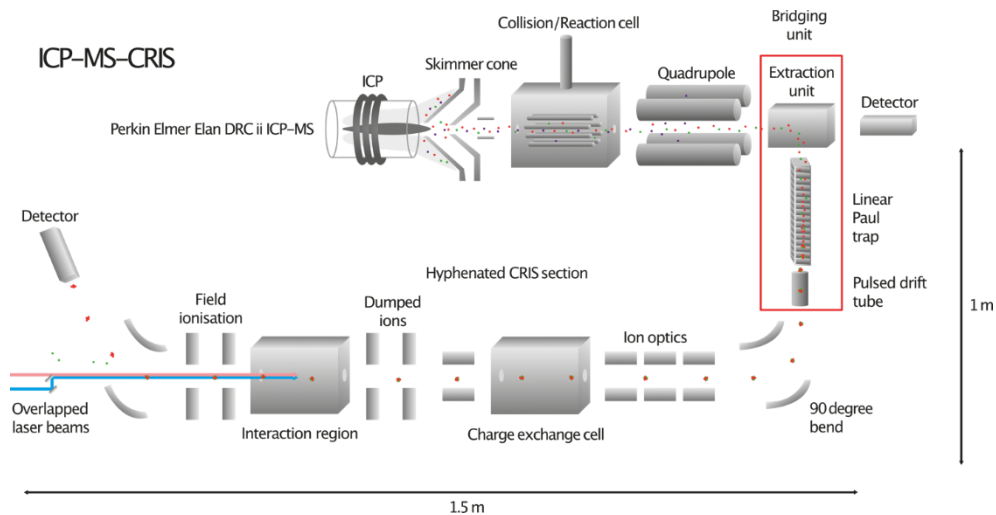 ICP–MS–CRIS
Collision/Reaction cell
Bridging
unit
Skimmer cone
ICP
Quadrupole
Extraction
unit
Detector
Perkin Elmer Elan DRC ii ICP–MS
Linear
Paul
trap
Detector
Hyphenated CRIS section
Pulsed drift
tube
Field
ionisation
Dumped
ions
1 m
Ion optics
Overlapped
laser beams
Interaction region
Charge exchange cell
90 degree
bend
1.5 m